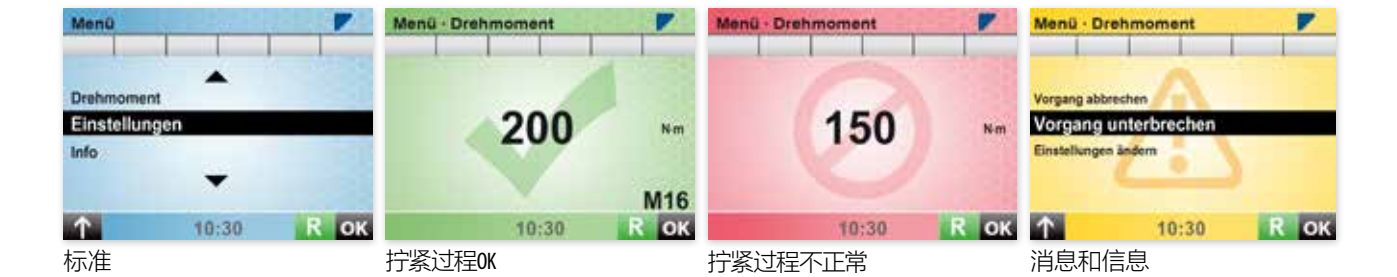 Menü
Drehmoment
Einstellungen
Info
10:30
R
OK
标准
Menü · Drehmoment
200
N·m
M16
10:30
R
OK
拧紧过程OK
Menü · Drehmoment
150
N·m
10:30
R
OK
拧紧过程不正常
Menü · Drehmoment
Vorgang abbrechen
Vorgang unterbrechen
Einstellungen ändern
10:30
R
OK
消息和信息